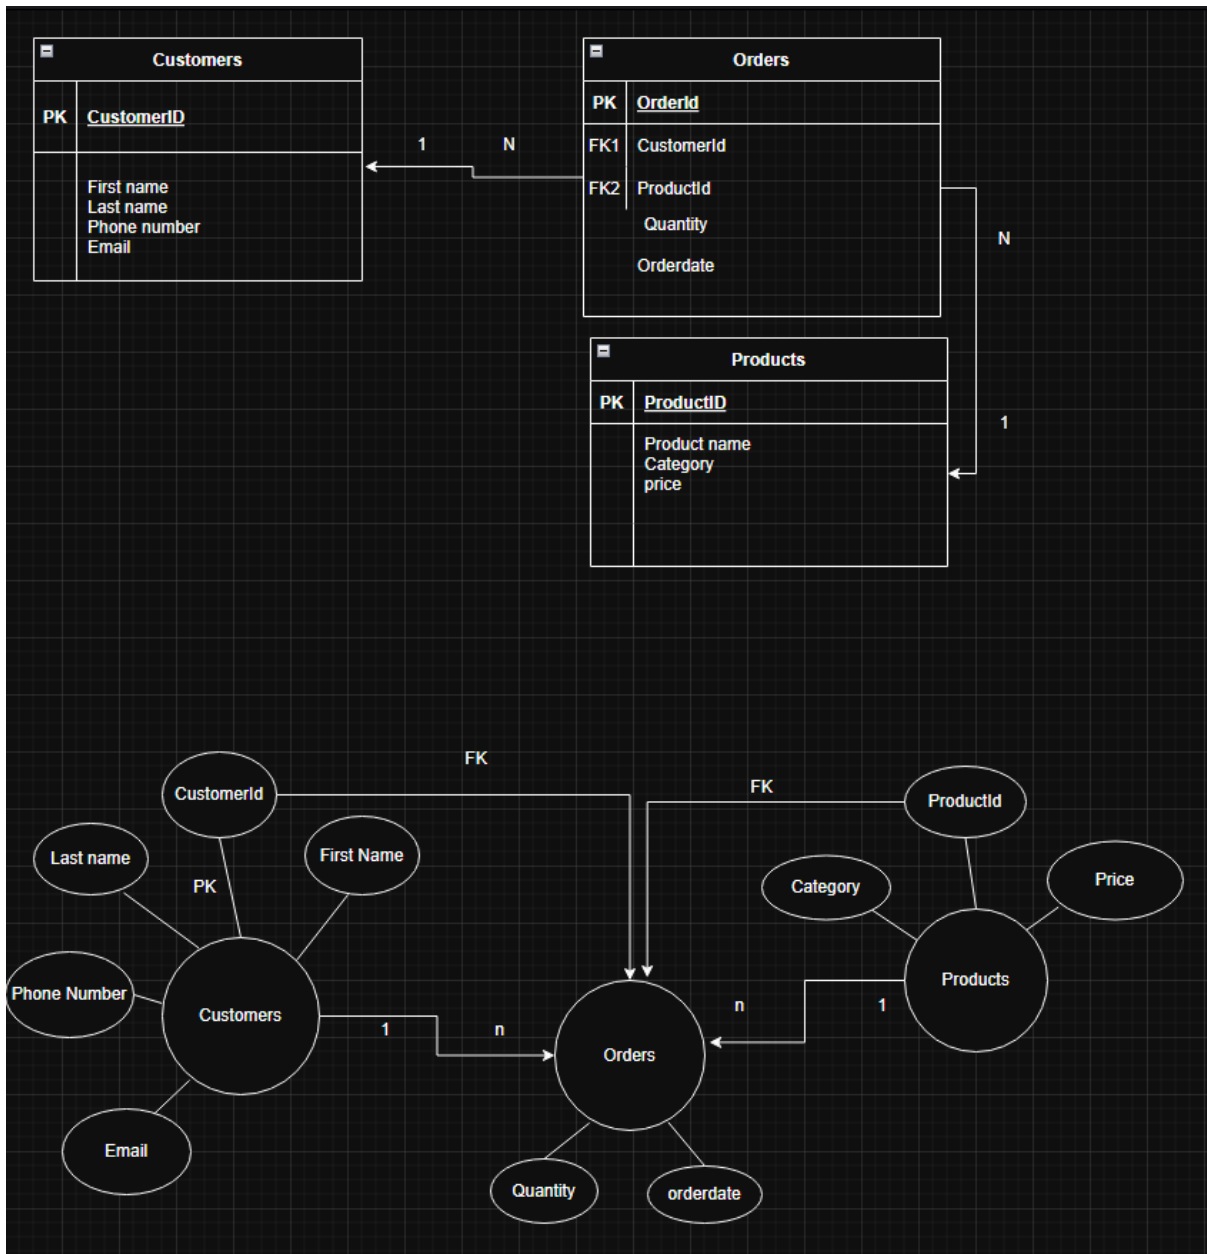 Customers
PK CustomerID
First name
Last name
Phone number
Email
1 N
Orders
PK OrderId
FK1 CustomerId
FK2 ProductId
Quantity
Orderdate
N
1
Products
PK ProductID
Product name
Category
price
FK
CustomerId
FK
ProductId
Last name
First Name
PK
Category
Price
Phone Number
Customers
1 n
Orders
n 1
Products
Email
Quantity
orderdate